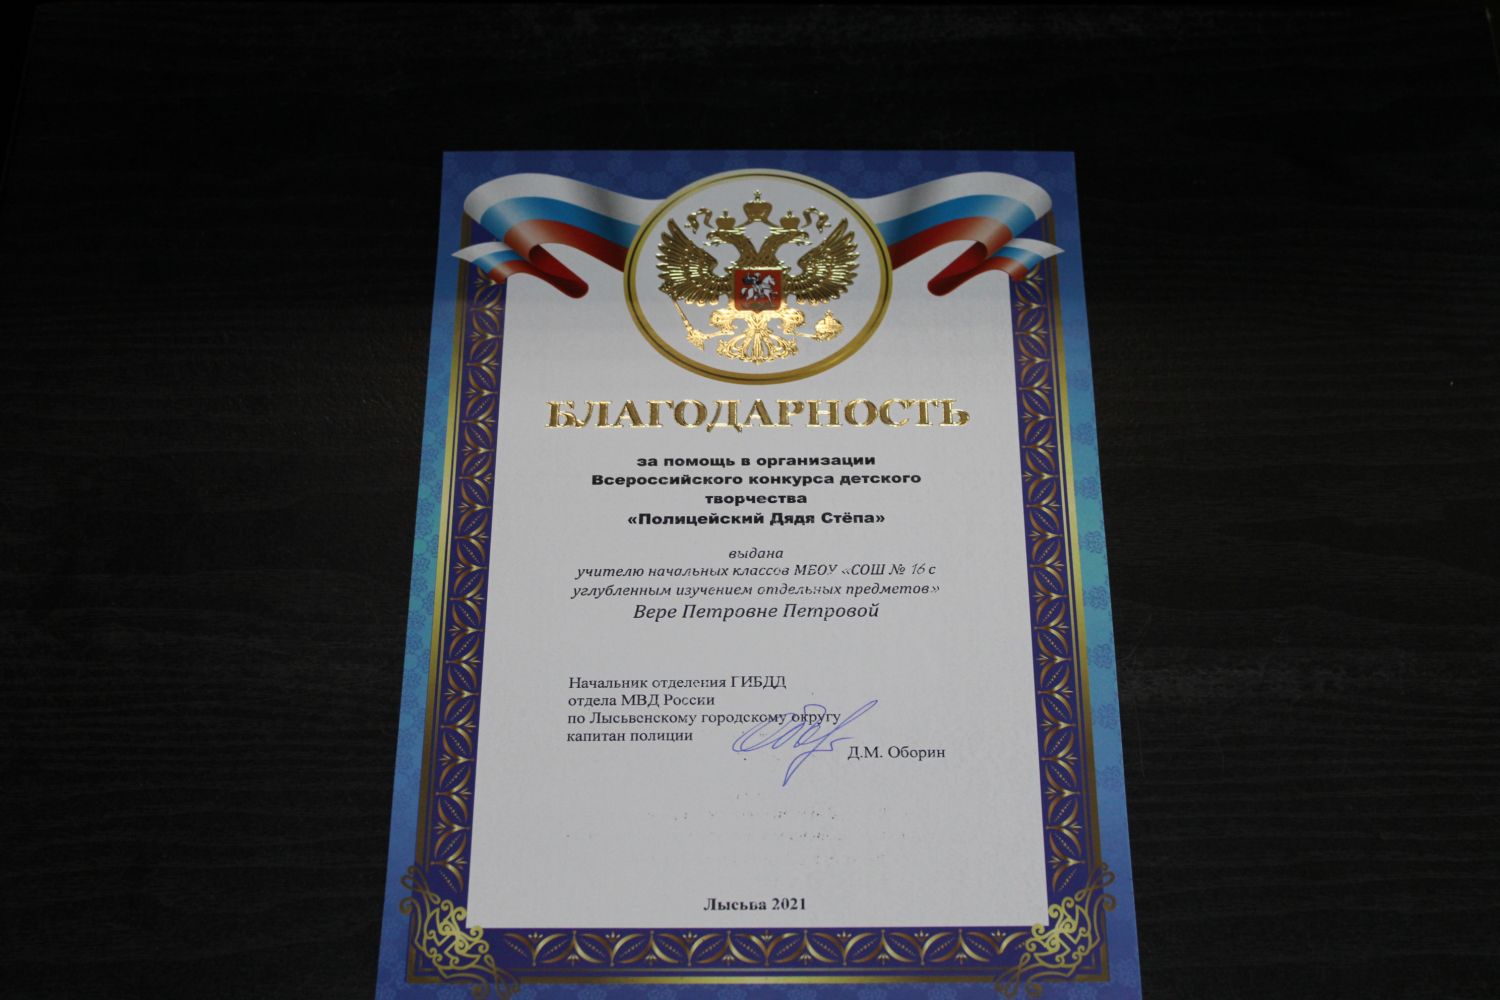 БЛАГОДАРНОСТЬ
за помощь в организации
Всероссийского конкурса детского
творчества
«Полицейский Дядя Стёпа»
выдана
учителю начальных классов МБОУ «СОШ № 16 с
углубленным изучением отдельных предметов»
Вере Петровне Петровой
Начальник отделения ГИБДД
отдела МВД России
по Лысьвенскому городскому округу
капитан полиции
Д.М. Оборин
Лысьва 2021